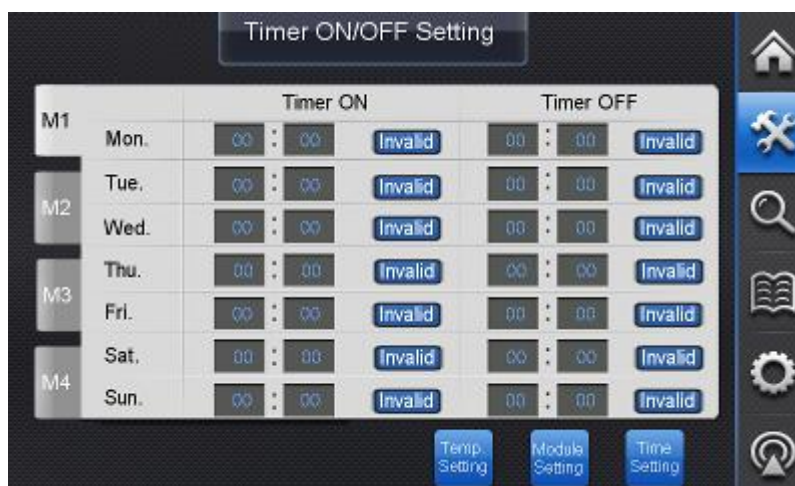 Timer ON/OFF Setting
Timer ON Timer OFF
M1
Mon. 00 : 00 Invalid 00 : 00 Invalid
Tue. 00 : 00 Invalid 00 : 00 Invalid
M2
Wed. 00 : 00 Invalid 00 : 00 Invalid
Thu. 00 : 00 Invalid 00 : 00 Invalid
M3
Fri. 00 : 00 Invalid 00 : 00 Invalid
Sat. 00 : 00 Invalid 00 : 00 Invalid
M4
Sun. 00 : 00 Invalid 00 : 00 Invalid
Temp. Setting
Module Setting
Time Setting